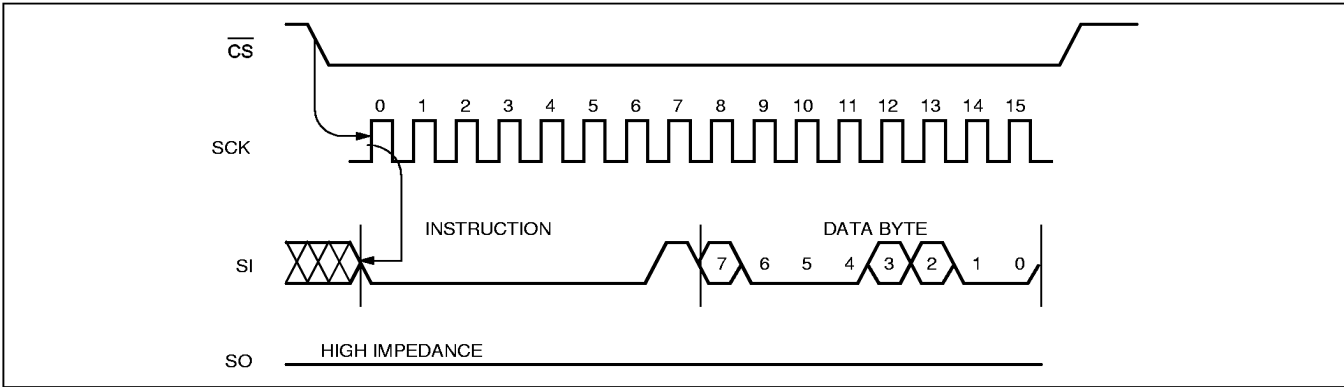 CS
0 1 2 3 4 5 6 7 8 9 10 11 12 13 14 15
SCK
INSTRUCTION DATA BYTE
SI 7 6 5 4 3 2 1 0
HIGH IMPEDANCE
SO